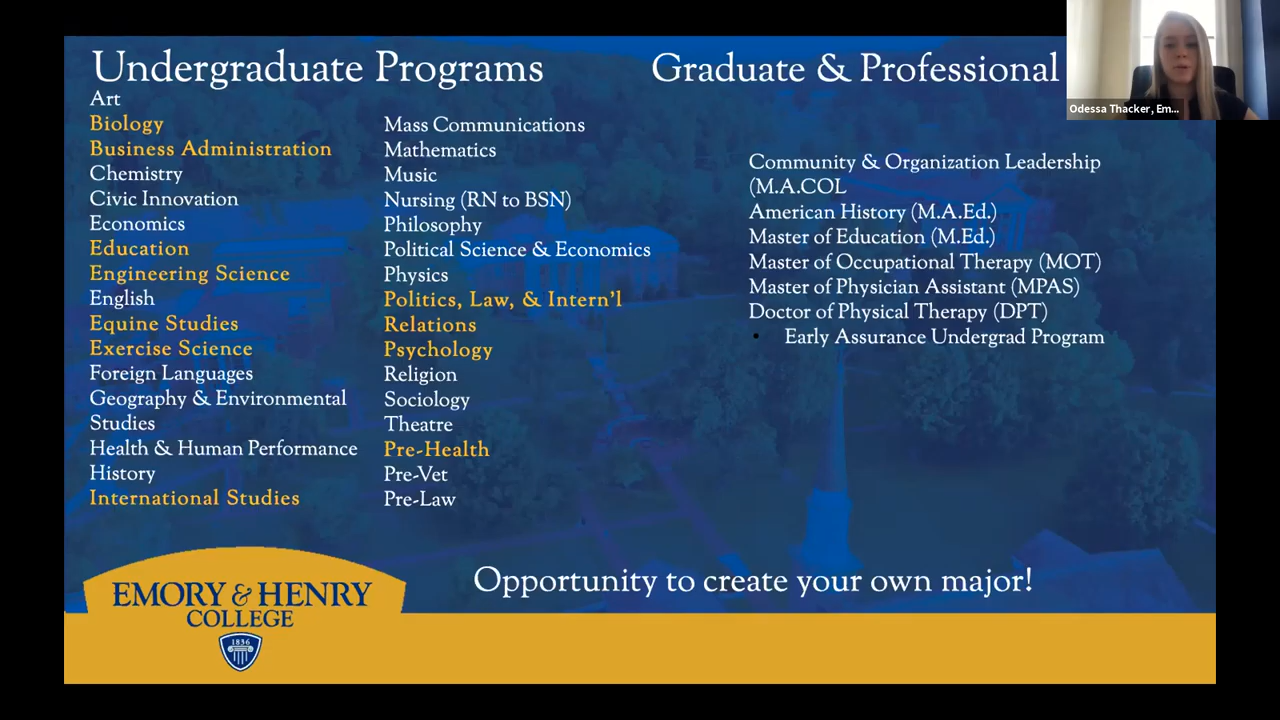 Undergraduate Programs
Art
Biology
Business Administration
Chemistry
Civic Innovation
Economics
Education
Engineering Science
English
Equine Studies
Exercise Science
Foreign Languages
Geography & Environmental
Studies
Health & Human Performance
History
International Studies
Mass Communications
Mathematics
Music
Nursing (RN to BSN)
Philosophy
Political Science & Economics
Physics
Politics, Law, & Intern'l
Relations
Psychology
Religion
Sociology
Theatre
Pre-Health
Pre-Vet
Pre-Law
Graduate & Professional
Community & Organization Leadership
(M.A.COL
American History (M.A.Ed.)
Master of Education (M.Ed.)
Master of Occupational Therapy (MOT)
Master of Physician Assistant (MPAS)
Doctor of Physical Therapy (DPT)
• Early Assurance Undergrad Program
Odessa Thacker, Em...
Opportunity to create your own major!
EMORY & HENRY
COLLEGE
1836